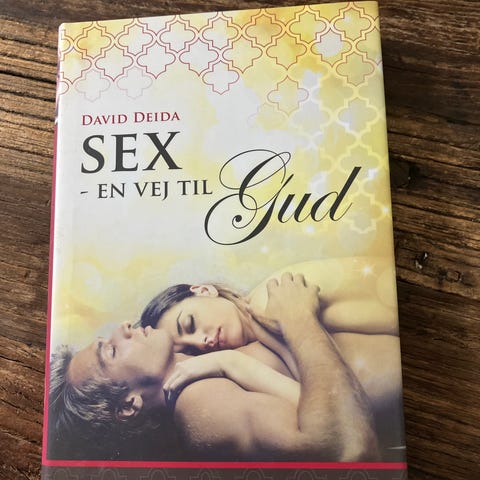 DAVID DEIDA
SEX
- EN VEJ TIL Gud